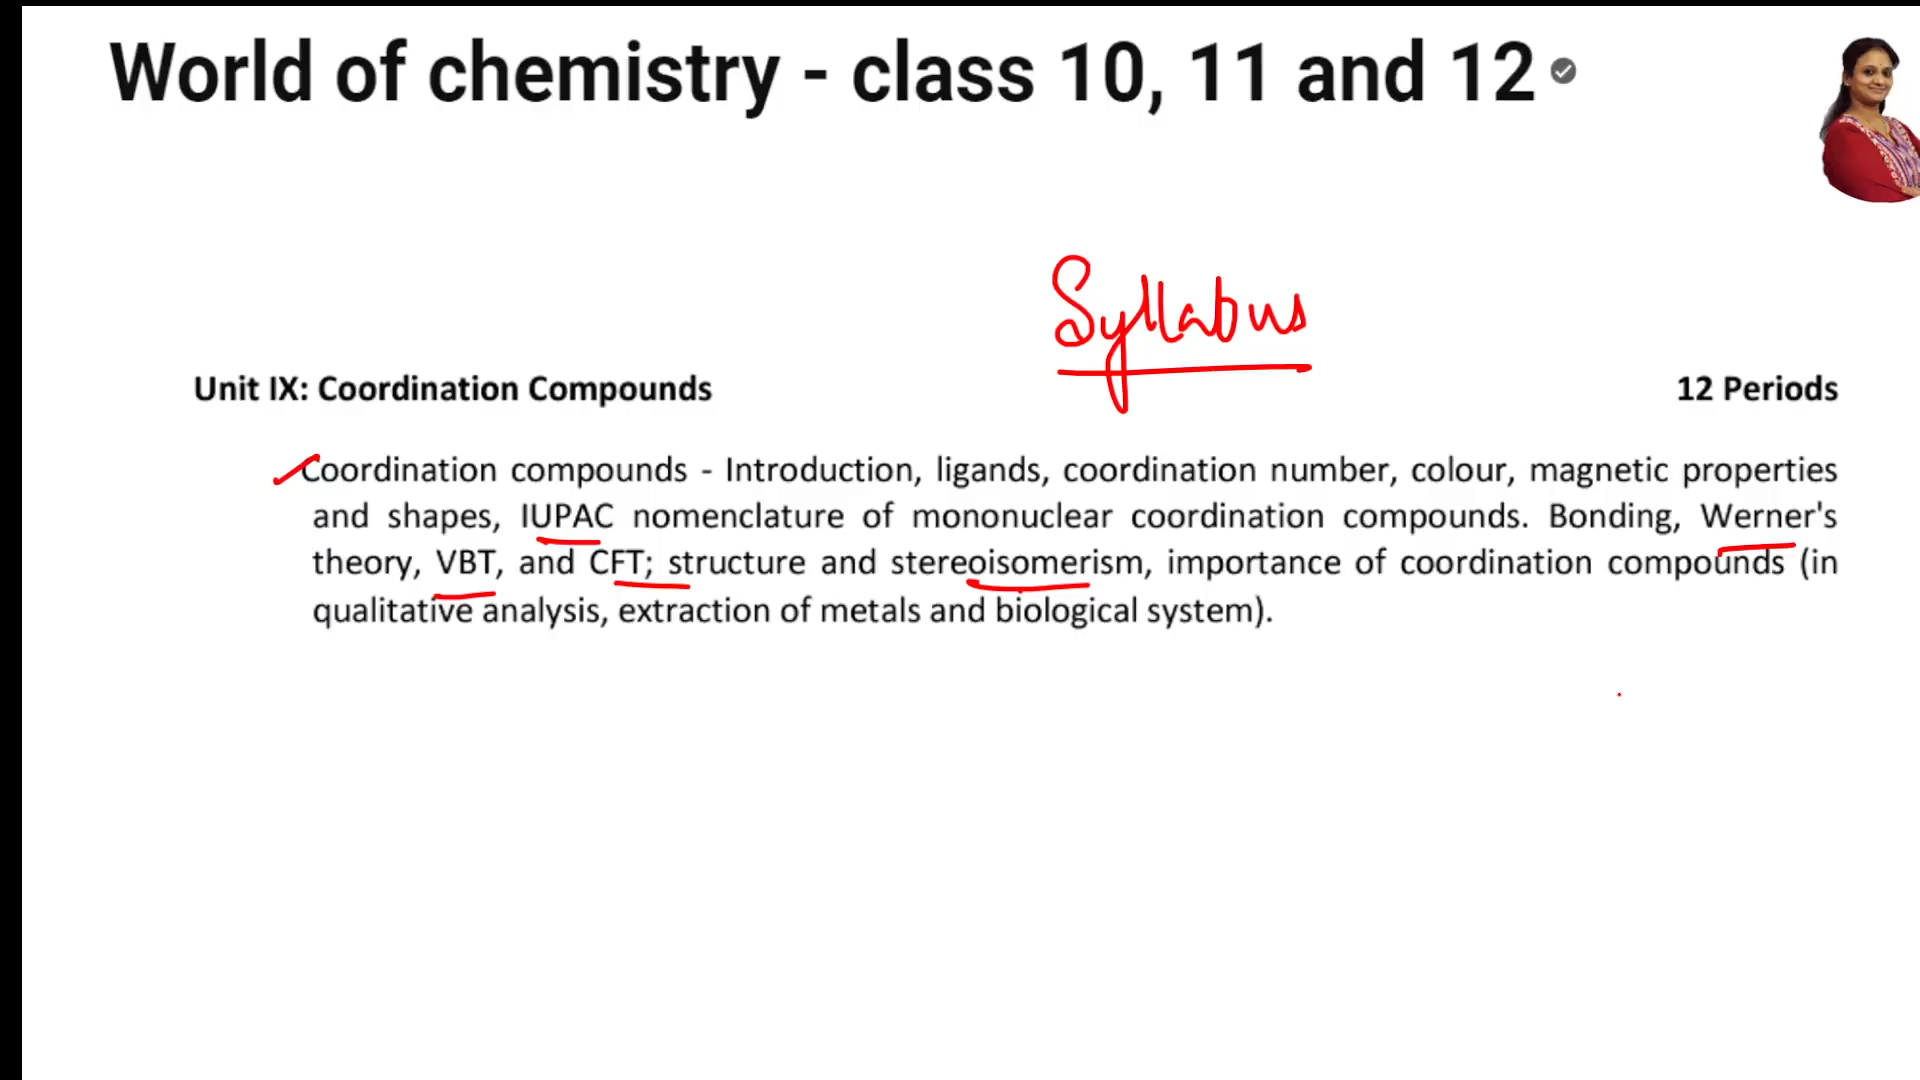 World of chemistry - class 10, 11 and 12
Syllabus
Unit IX: Coordination Compounds 12 Periods
Coordination compounds - Introduction, ligands, coordination number, colour, magnetic properties
and shapes, IUPAC nomenclature of mononuclear coordination compounds. Bonding, Werner's
theory, VBT, and CFT; structure and stereoisomerism, importance of coordination compounds (in
qualitative analysis, extraction of metals and biological system).